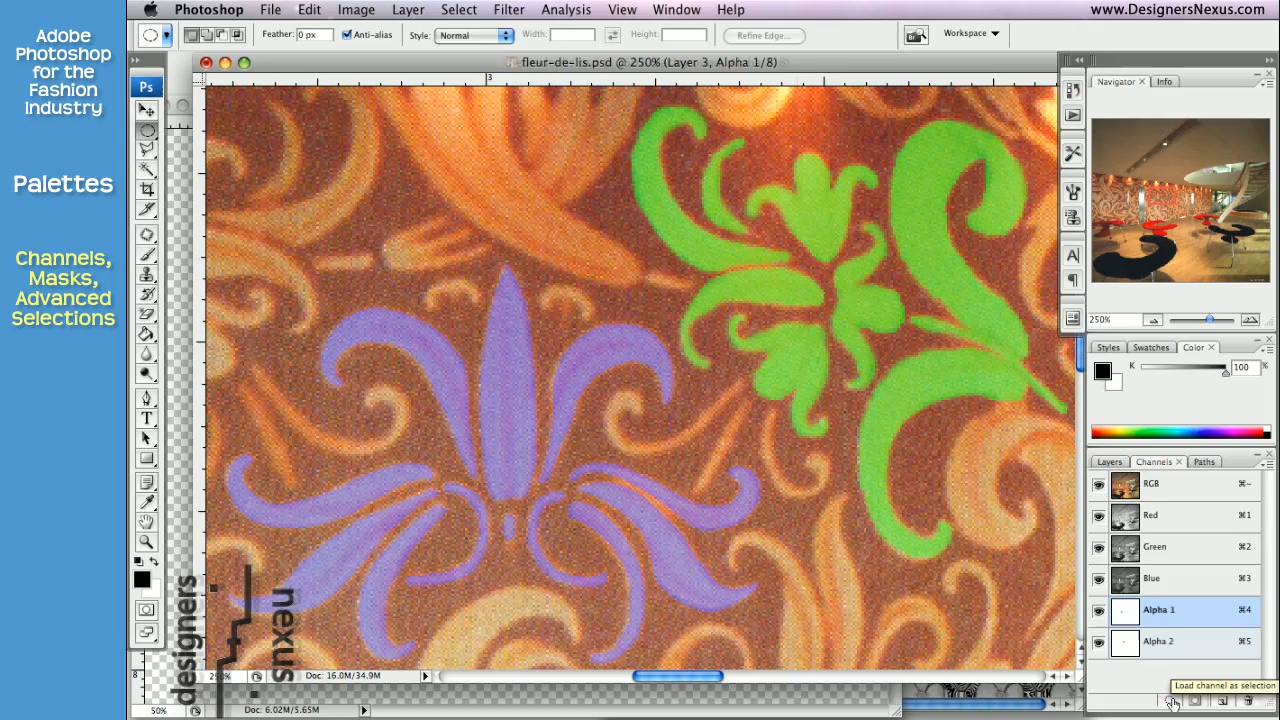 Photoshop File Edit Image Layer Select Filter Analysis View Window Help www.DesignersNexus.com
Feather: 0 px Anti-alias Style: Normal Width: Height: Refine Edge... Workspace
Adobe
Photoshop
for the
Fashion
Industry
Palettes
Channels,
Masks,
Advanced
Selections
fleur-de-lis.psd @ 250% (Layer 3, Alpha 1/8)
3
Ps
T
Navigator Info
A
250%
Styles Swatches Color
K 100 %
Layers Channels Paths
RGB ⌘~
Red ⌘1
Green ⌘2
Blue ⌘3
Alpha 1 ⌘4
Alpha 2 ⌘5
Load channel as selection
designers
nexus
250% Doc: 16.0M/34.9M
8
50% Doc: 6.02M/5.65M